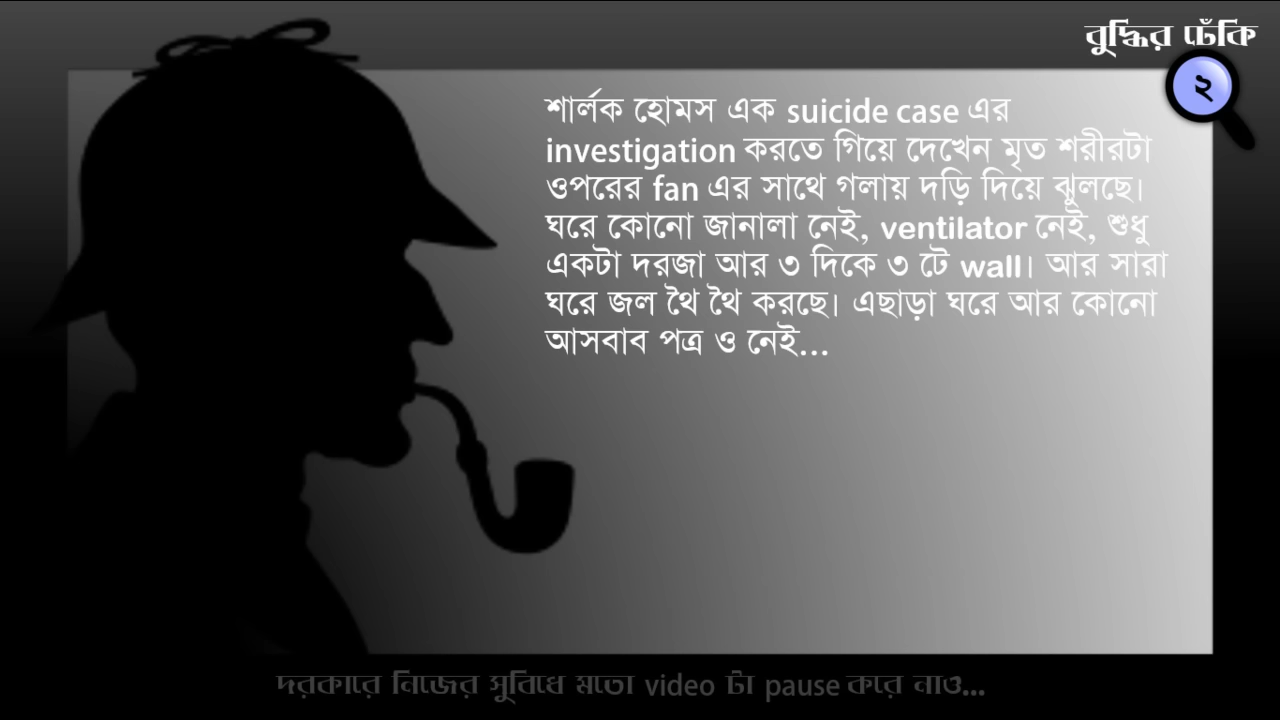 বুদ্ধির ঢেঁকি
২
শার্লক হোমস এক suicide case এর
investigation করতে গিয়ে দেখেন মৃত শরীরটা
ওপরের fan এর সাথে গলায় দড়ি দিয়ে ঝুলছে।
ঘরে কোনো জানালা নেই, ventilator নেই, শুধু
একটা দরজা আর ৩ দিকে ৩ টে wall। আর সারা
ঘরে জল থৈ থৈ করছে। এছাড়া ঘরে আর কোনো
আসবাব পত্র ও নেই...
দরকারে নিজের সুবিধে মতো video টা pause করে নাও...